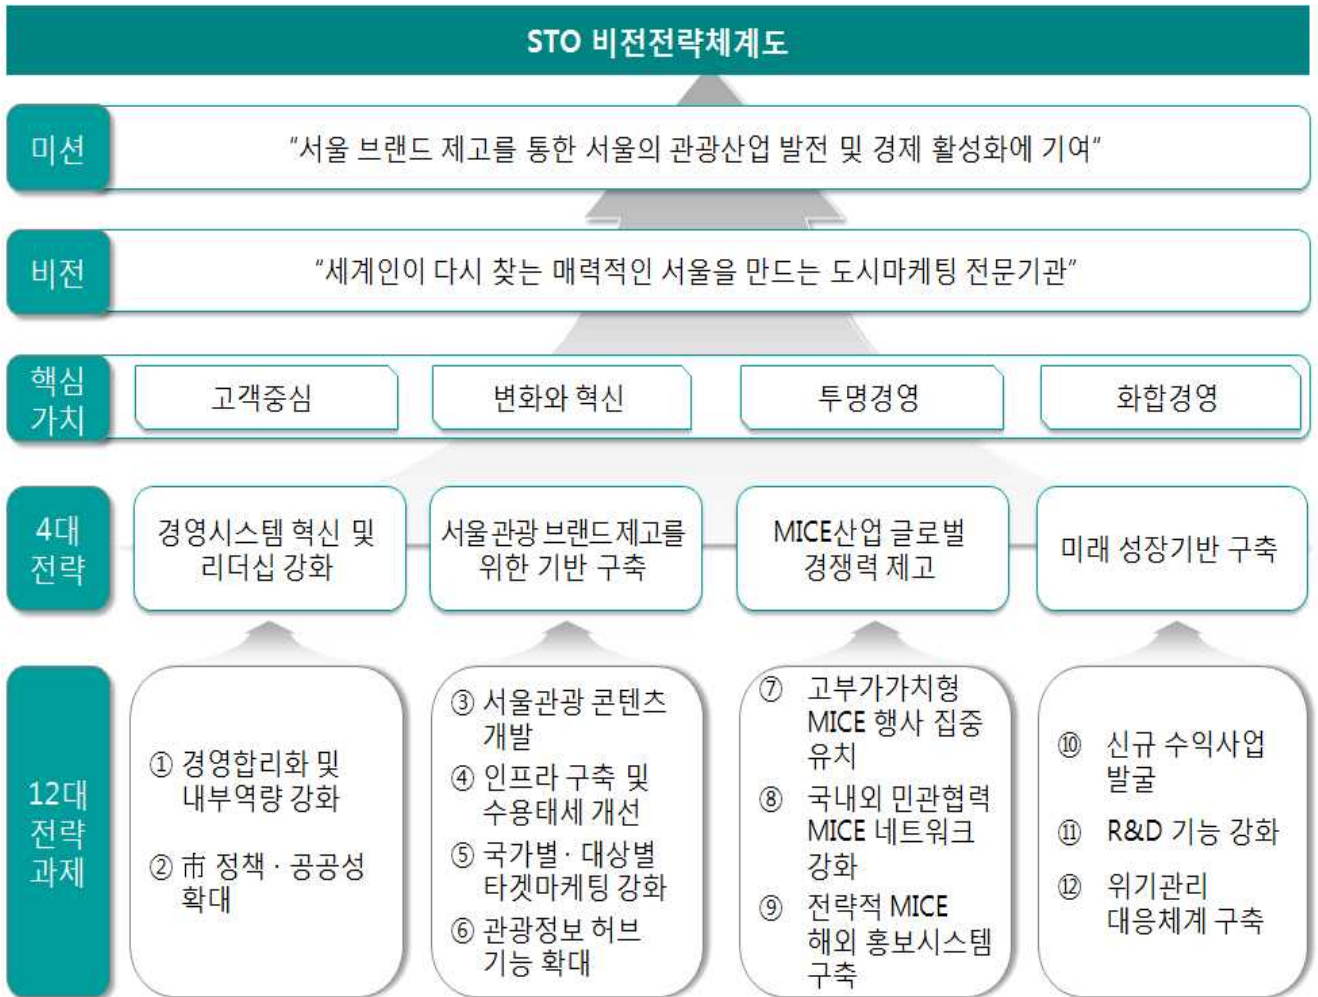 STO 비전전략체계도
미션
"서울 브랜드 제고를 통한 서울의 관광산업 발전 및 경제 활성화에 기여"
비전
"세계인이 다시 찾는 매력적인 서울을 만드는 도시마케팅 전문기관"
핵심
가치
고객중심
변화와 혁신
투명경영
화합경영
4대
전략
경영시스템 혁신 및
리더십 강화
서울관광 브랜드제고를
위한 기반 구축
MICE산업 글로벌
경쟁력 제고
미래 성장기반 구축
12대
전략
과제
① 경영합리화 및
내부역량 강화
② 市 정책 · 공공성
확대
③ 서울관광 콘텐츠
개발
④ 인프라 구축 및
수용태세 개선
⑤ 국가별 · 대상별
타겟마케팅 강화
⑥ 관광정보 허브
기능 확대
⑦ 고부가가치형
MICE 행사 집중
유치
⑧ 국내외 민관협력
MICE 네트워크
강화
⑨ 전략적 MICE
해외 홍보시스템
구축
⑩ 신규 수익사업
발굴
⑪ R&D 기능 강화
⑫ 위기관리
대응체계 구축